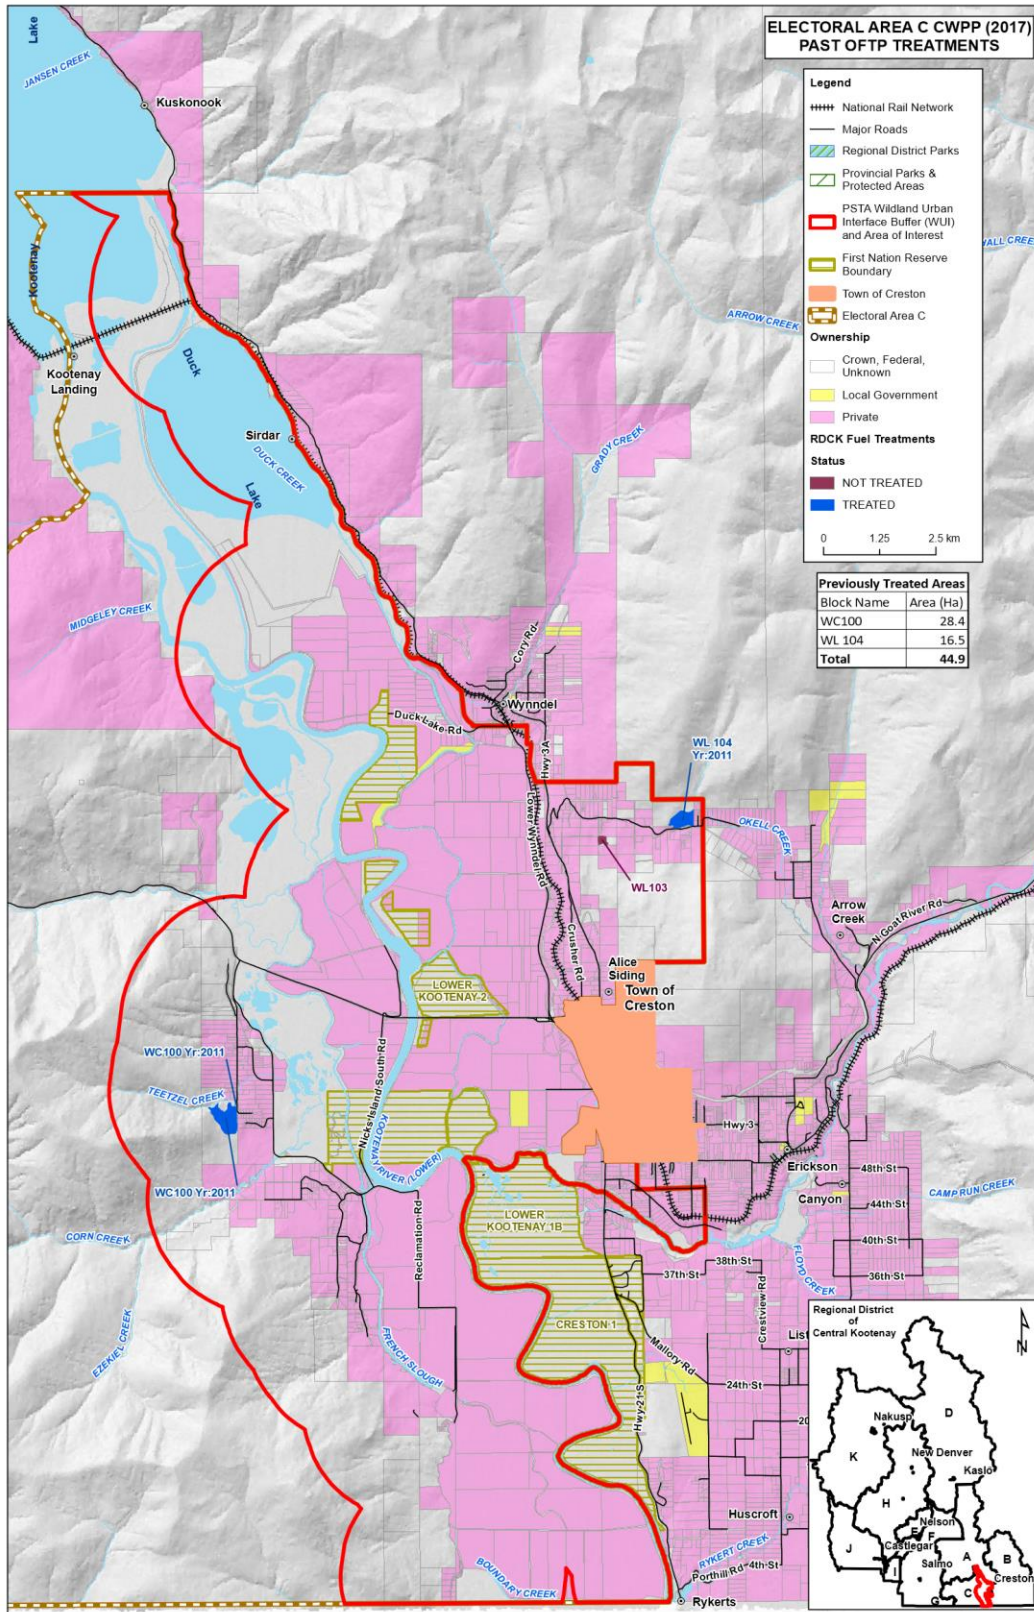 ELECTORAL AREA C CWPP (2017)
PAST OFTP TREATMENTS
Legend
National Rail Network
Major Roads
Regional District Parks
Provincial Parks &
Protected Areas
PSTA Wildland Urban
Interface Buffer (WUI)
and Area of Interest
First Nation Reserve
Boundary
Town of Creston
Electoral Area C
Ownership
Crown, Federal,
Unknown
Local Government
Private
RDCK Fuel Treatments
Status
NOT TREATED
TREATED
0 1.25 2.5 km
Previously Treated Areas
Block Name Area (Ha)
WC100 28.4
WL 104 16.5
Total 44.9
Lake
JANSEN CREEK
Kuskonook
Kootenay
Kootenay
Landing
Duck
Sirdar
DUCK CREEK
Lake
ARROW CREEK
GRADY CREEK
MIDGELEY CREEK
Cory Rd
Wynndel
Duck Lake Rd
Hwy 3A
Lower Wynndel Rd
WL 104
Yr:2011
OKELL CREEK
WL103
Crusher Rd
Arrow
Creek
N Goat River Rd
Alice
Siding
Town of
Creston
LOWER
KOOTENAY 2
Nicks Island South Rd
WC100 Yr:2011
TEETZEL CREEK
WC100 Yr:2011
KOOTENAY RIVER (LOWER)
Hwy 3
Erickson
48th St
Canyon
44th St
CAMP RUN CREEK
CORN CREEK
Reclamation Rd
LOWER
KOOTENAY 1B
40th St
38th St
37th St
36th St
FLOYD CREEK
Crestview Rd
EZEKIEL CREEK
FRENCH SLOUGH
CRESTON 1
Mallory Rd
List
24th St
20
Hwy 21 S
Huscroft
RYKERT CREEK
4th St
Porthill Rd
BOUNDARY CREEK
Rykerts
Regional District
of
Central Kootenay
N
Nakusp
D
K
New Denver
Kaslo
H
Nelson
E
F
Castlegar
J
I
Salmo
A
B
Creston
C
G